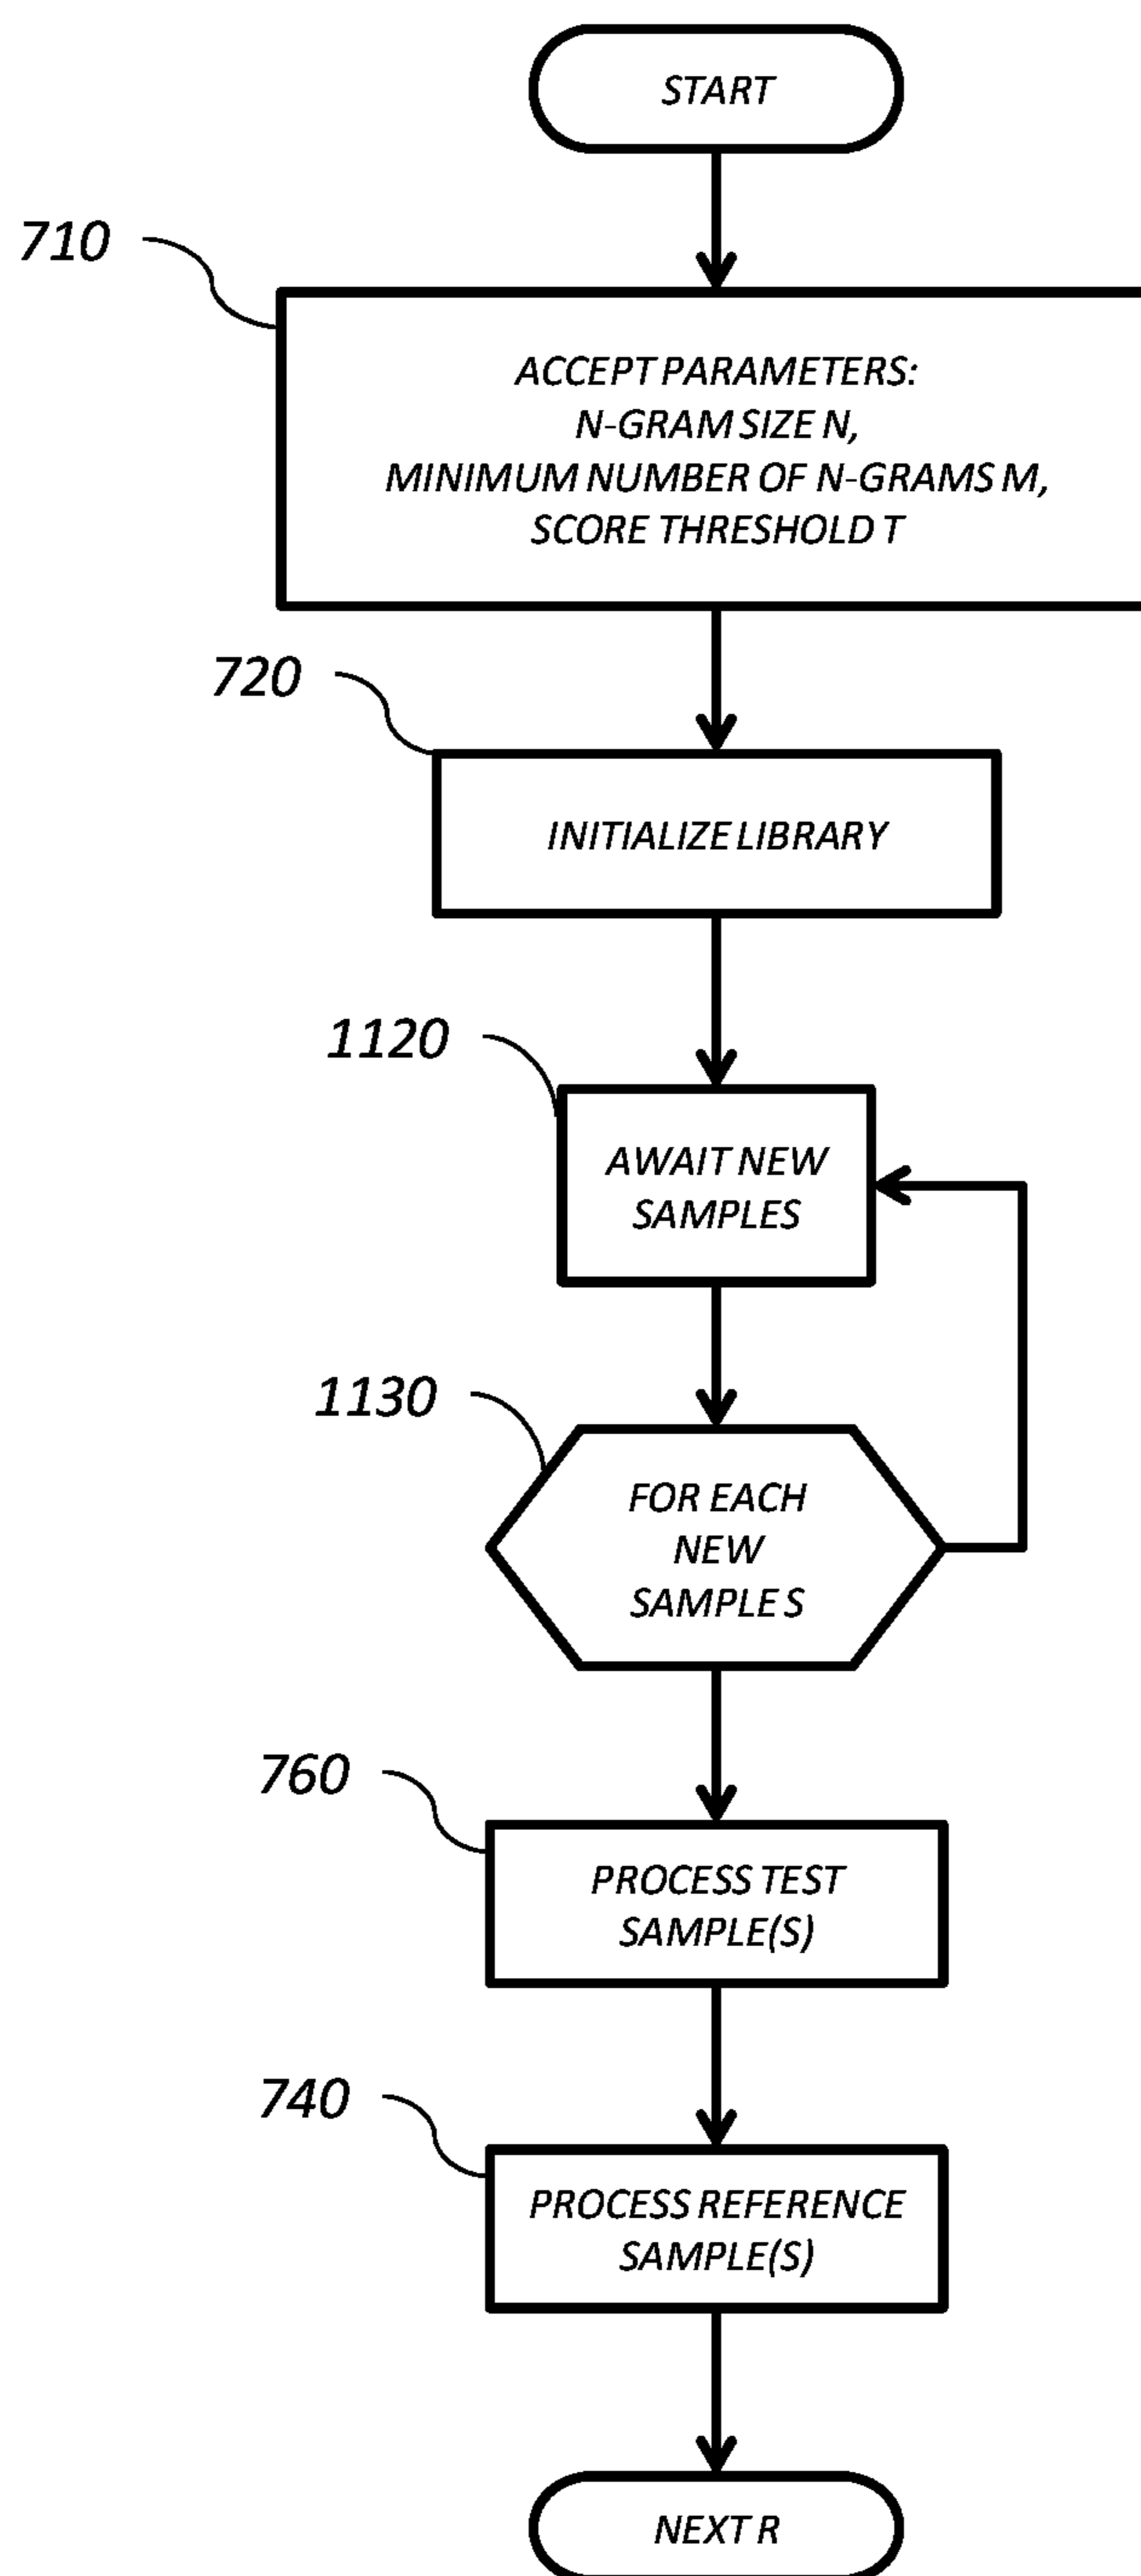 START
710
ACCEPT PARAMETERS:
N-GRAM SIZE N,
MINIMUM NUMBER OF N-GRAMS M,
SCORE THRESHOLD T
720
INITIALIZE LIBRARY
1120
AWAIT NEW
SAMPLES
1130
FOR EACH
NEW
SAMPLE S
760
PROCESS TEST
SAMPLE(S)
740
PROCESS REFERENCE
SAMPLE(S)
NEXT R